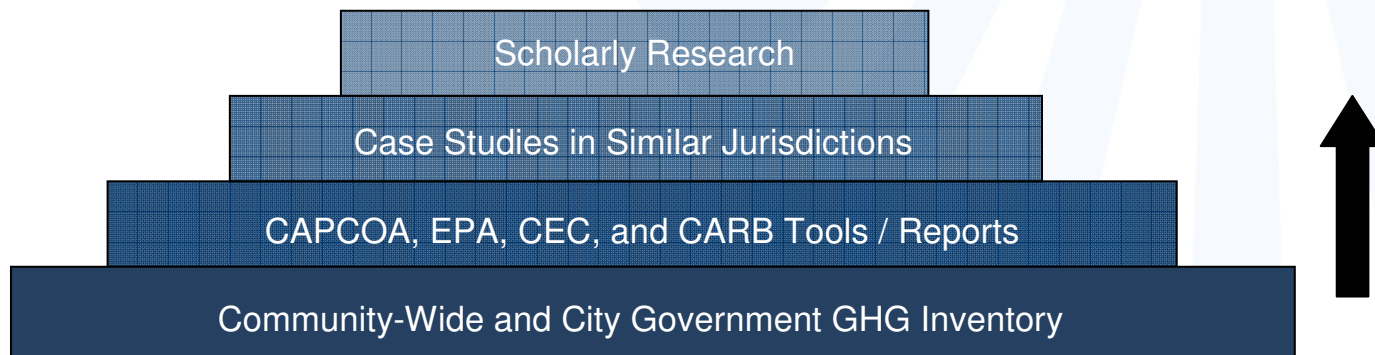 Scholarly Research
Case Studies in Similar Jurisdictions
CAPCOA, EPA, CEC, and CARB Tools / Reports
Community-Wide and City Government GHG Inventory